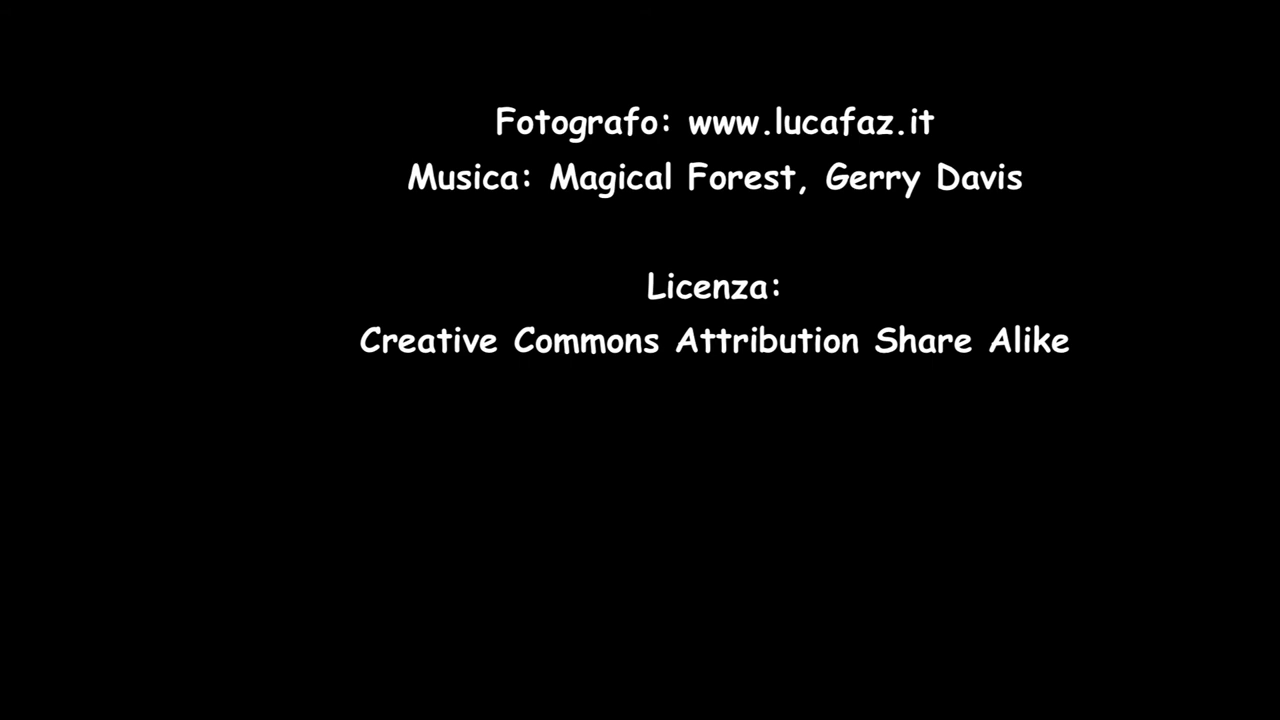 Fotografo: www.lucafaz.it
Musica: Magical Forest, Gerry Davis
Licenza:
Creative Commons Attribution Share Alike